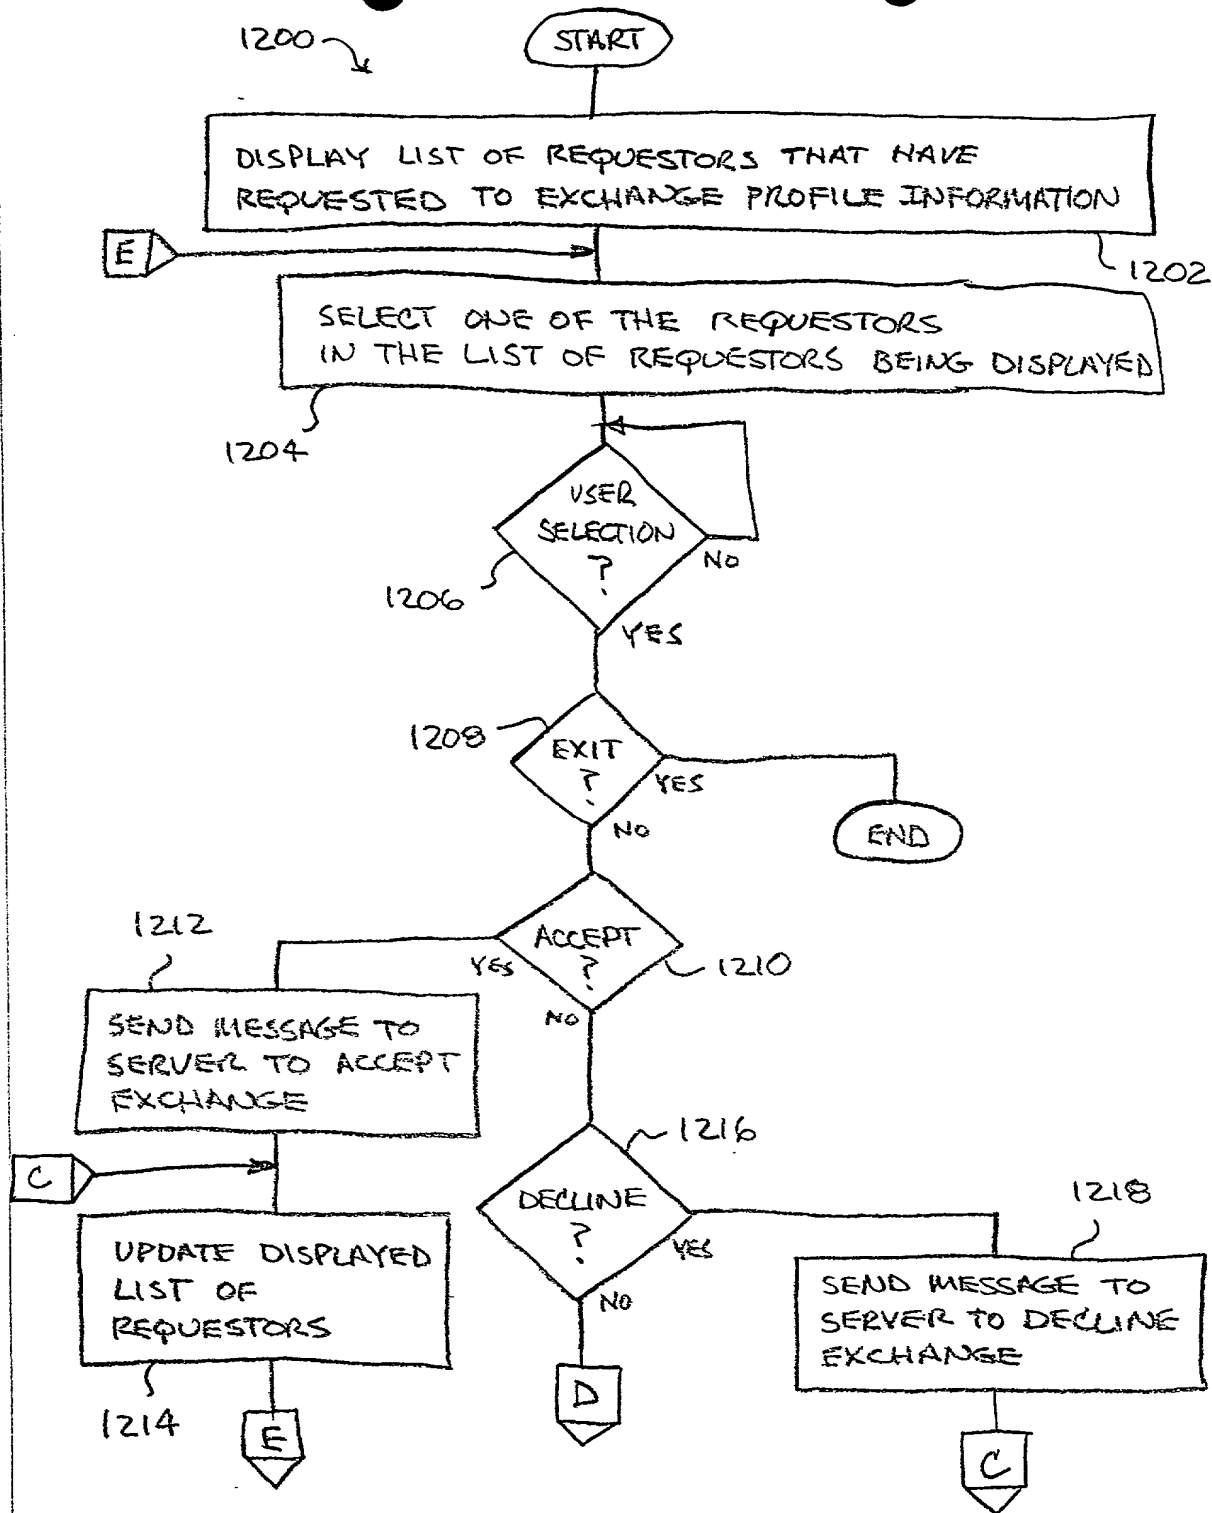 1200
START
DISPLAY LIST OF REQUESTORS THAT HAVE
REQUESTED TO EXCHANGE PROFILE INFORMATION
E
1202
SELECT ONE OF THE REQUESTORS
IN THE LIST OF REQUESTORS BEING DISPLAYED
1204
USER
SELECTION
?
NO
1206
YES
1208
EXIT
?
YES
NO
END
1212
ACCEPT
?
YES
1210
NO
SEND MESSAGE TO
SERVER TO ACCEPT
EXCHANGE
1216
C
DECLINE
?
YES
NO
1218
UPDATE DISPLAYED
LIST OF
REQUESTORS
SEND MESSAGE TO
SERVER TO DECLINE
EXCHANGE
1214
E
D
C